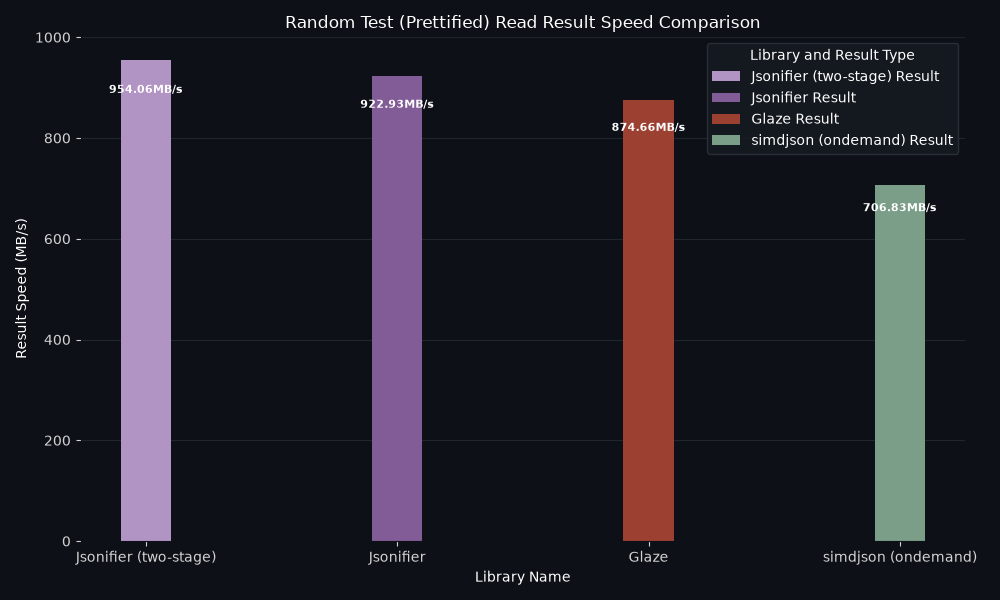 Random Test (Prettified) Read Result Speed Comparison
Result Speed (MB/s)
1000
800
600
400
200
0
954.06MB/s
922.93MB/s
874.66MB/s
706.83MB/s
Library and Result Type
Jsonifier (two-stage) Result
Jsonifier Result
Glaze Result
simdjson (ondemand) Result
Jsonifier (two-stage)
Jsonifier
Glaze
simdjson (ondemand)
Library Name